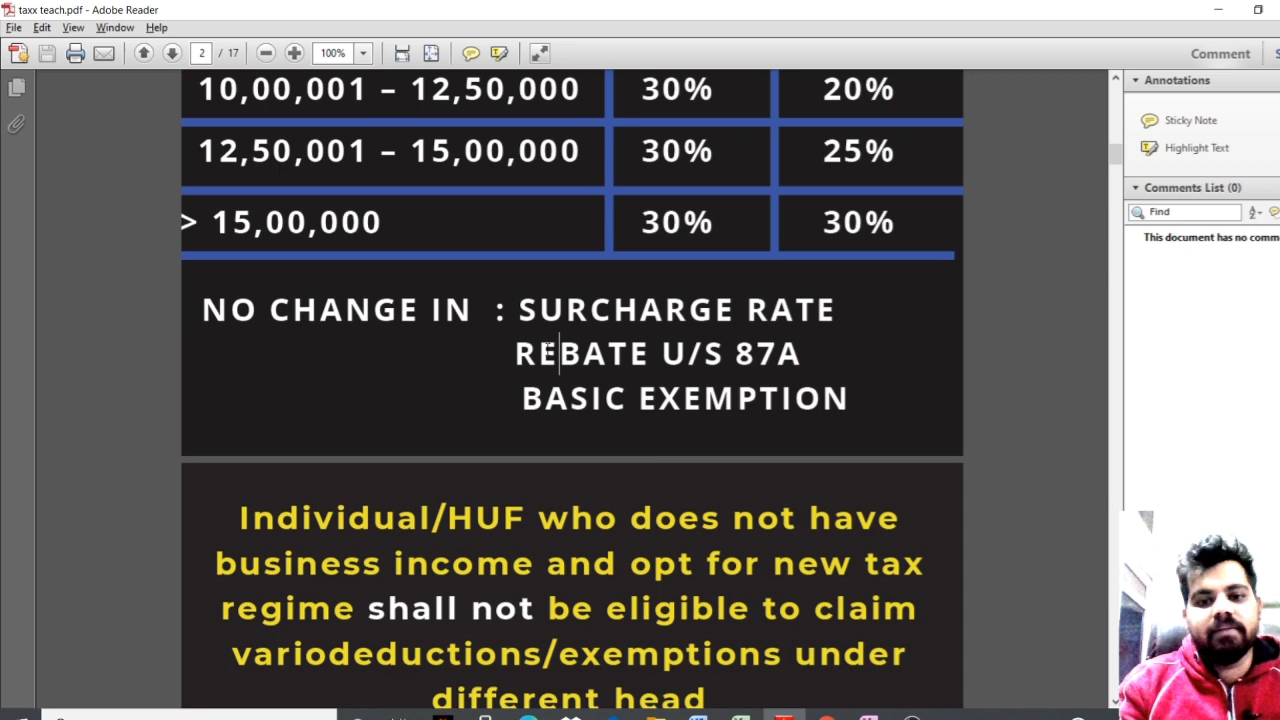 taxx teach.pdf - Adobe Reader
File Edit View Window Help
2 / 17 100% Comment
10,00,001 – 12,50,000 30% 20%
12,50,001 – 15,00,000 30% 25%
> 15,00,000 30% 30%
NO CHANGE IN : SURCHARGE RATE
REBATE U/S 87A
BASIC EXEMPTION
Individual/HUF who does not have
business income and opt for new tax
regime shall not be eligible to claim
variodeductions/exemptions under
different head
Annotations
Sticky Note
Highlight Text
Comments List (0)
Find
This document has no comm